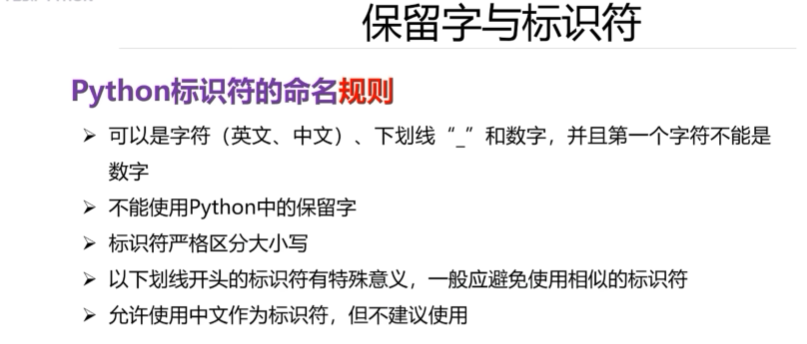 保留字与标识符
Python标识符的命名规则
➢ 可以是字符（英文、中文）、下划线“_”和数字，并且第一个字符不能是
数字
➢ 不能使用Python中的保留字
➢ 标识符严格区分大小写
➢ 以下划线开头的标识符有特殊意义，一般应避免使用相似的标识符
➢ 允许使用中文作为标识符，但不建议使用